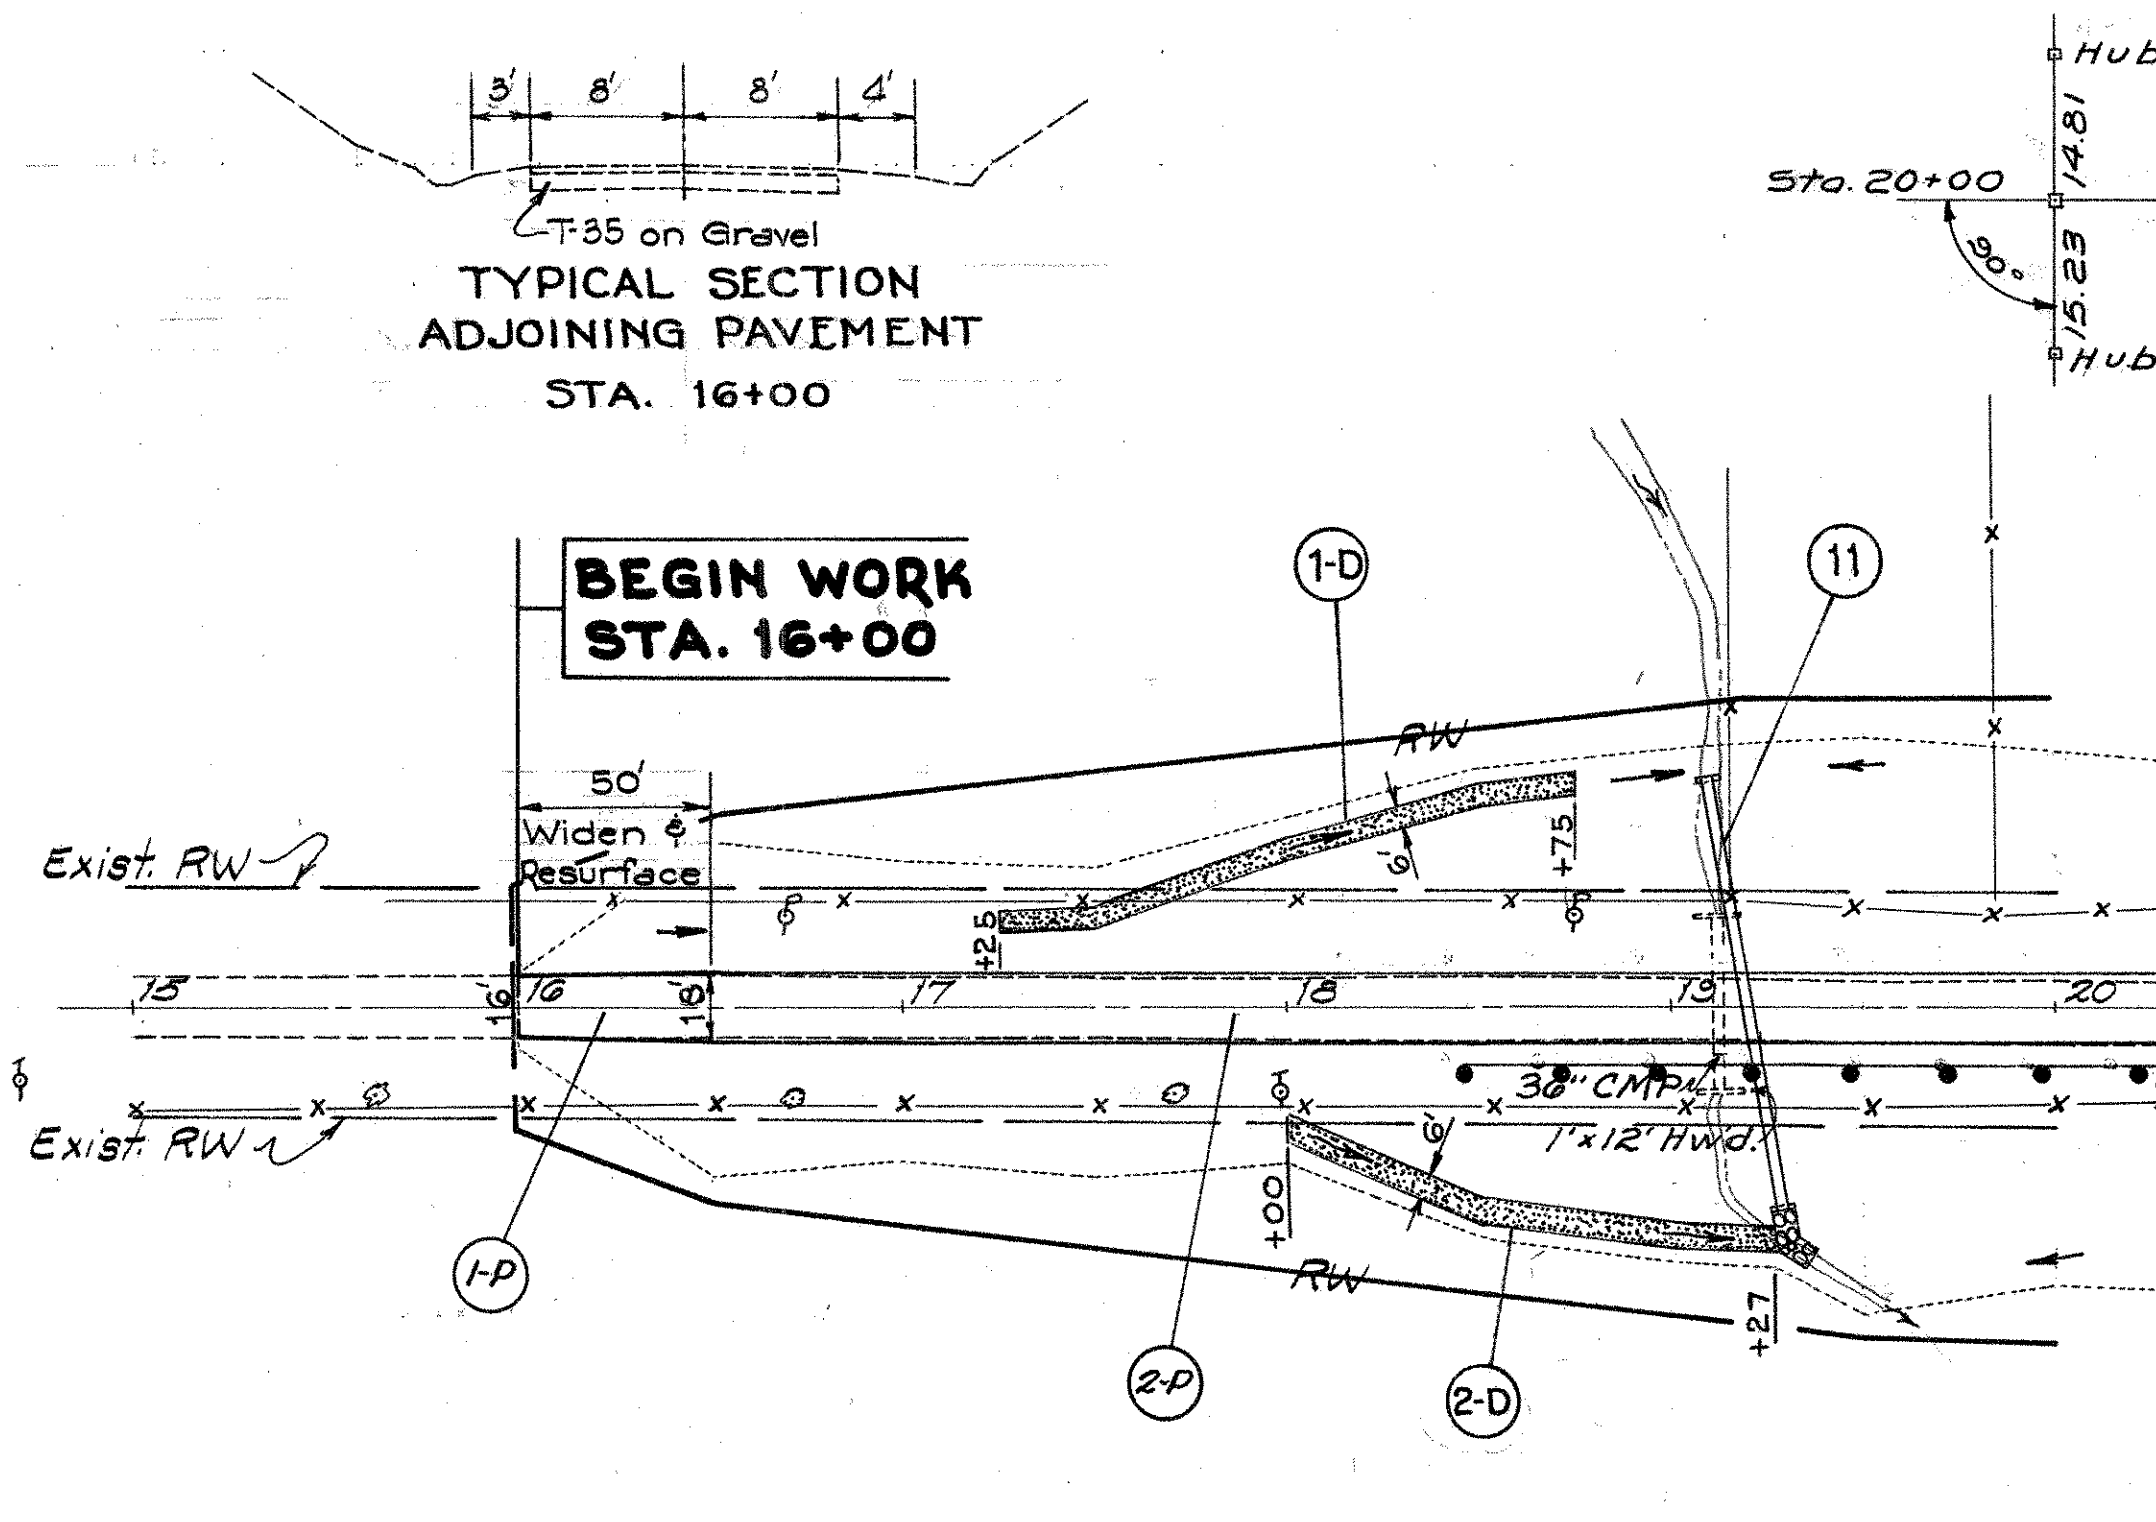 3' 8' 8' 4'
T-35 on Gravel
TYPICAL SECTION
ADJOINING PAVEMENT
STA. 16+00
Hub
14.81
Sta. 20+00
90°
15.23
Hub
BEGIN WORK
STA. 16+00
1-D
11
RW
50'
Widen &
Resurface
Exist. RW
6'
+75
+25
15 16' 16 18' 17 18 19 20
36" CMP
Exist. RW
1'x12' Hw'd.
6'
+00
RW
+27
1-P
2-P
2-D